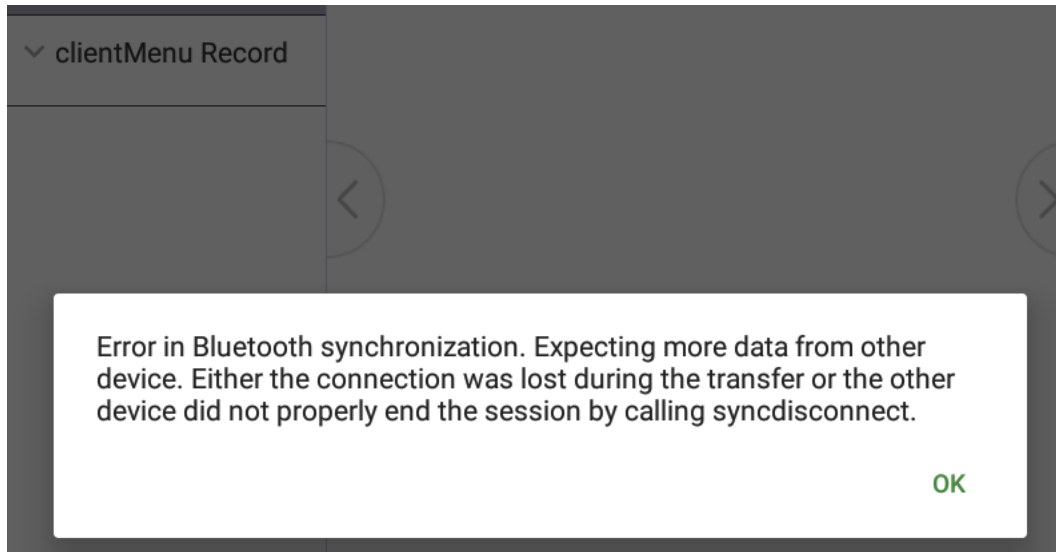 clientMenu Record
Error in Bluetooth synchronization. Expecting more data from other
device. Either the connection was lost during the transfer or the other
device did not properly end the session by calling syncdisconnect.
OK